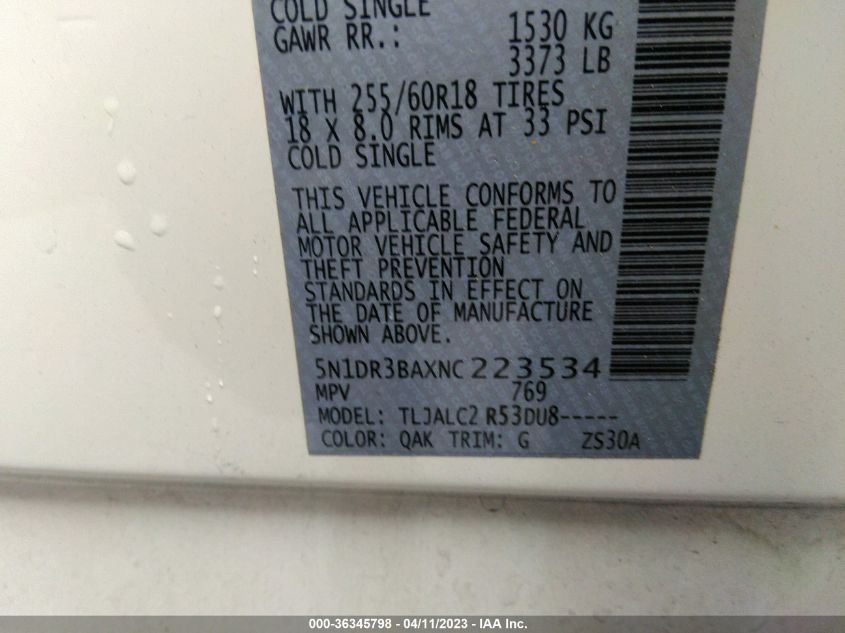 COLD SINGLE
GAWR RR.: 1530 KG
3373 LB
WITH 255/60R18 TIRES
18 X 8.0 RIMS AT 33 PSI
COLD SINGLE
THIS VEHICLE CONFORMS TO
ALL APPLICABLE FEDERAL
MOTOR VEHICLE SAFETY AND
THEFT PREVENTION
STANDARDS IN EFFECT ON
THE DATE OF MANUFACTURE
SHOWN ABOVE.
5N1DR3BAXNC223534
MPV 769
MODEL: TLJALC2 R53DU8-----
COLOR: QAK TRIM: G ZS30A
000-36345798 - 04/11/2023 - IAA Inc.